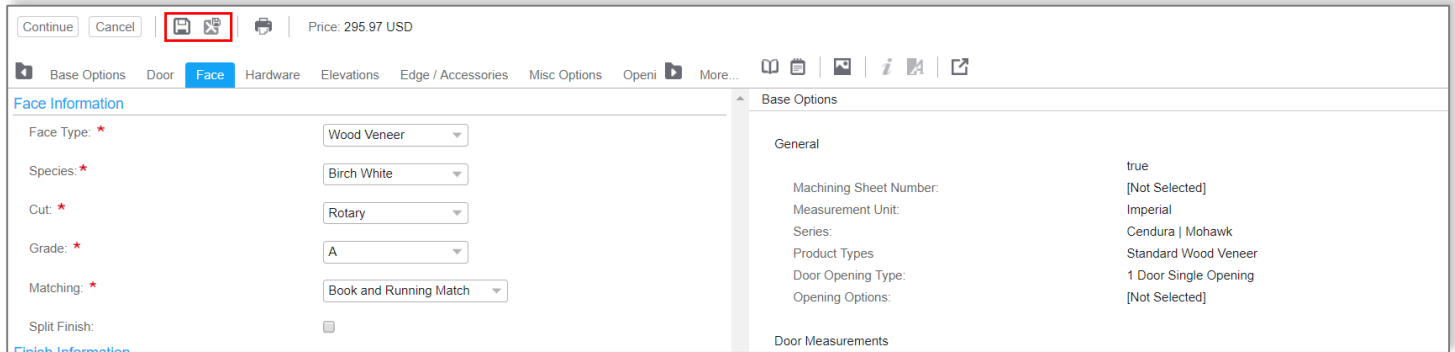 Continue Cancel Price: 295.97 USD
Base Options Door Face Hardware Elevations Edge / Accessories Misc Options Openi More...
Face Information
Face Type: * Wood Veneer
Species: * Birch White
Cut: * Rotary
Grade: * A
Matching: * Book and Running Match
Split Finish:
Finish Information
Base Options
General
true
Machining Sheet Number: [Not Selected]
Measurement Unit: Imperial
Series: Cendura | Mohawk
Product Types Standard Wood Veneer
Door Opening Type: 1 Door Single Opening
Opening Options: [Not Selected]
Door Measurements